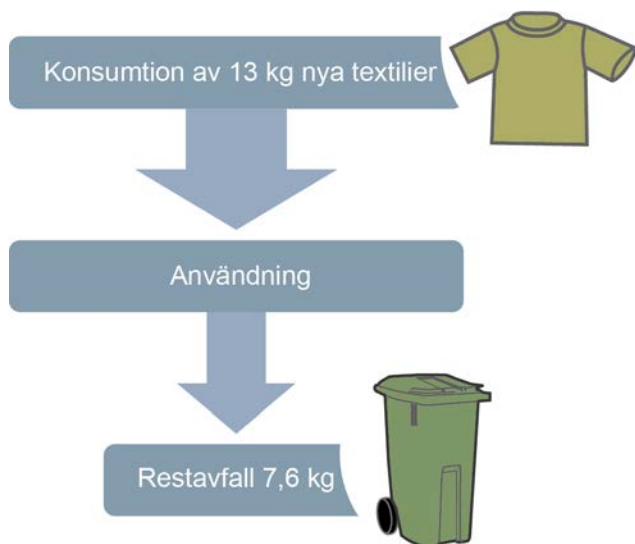 Konsumtion av 13 kg nya textilier
Användning
Restavfall 7,6 kg